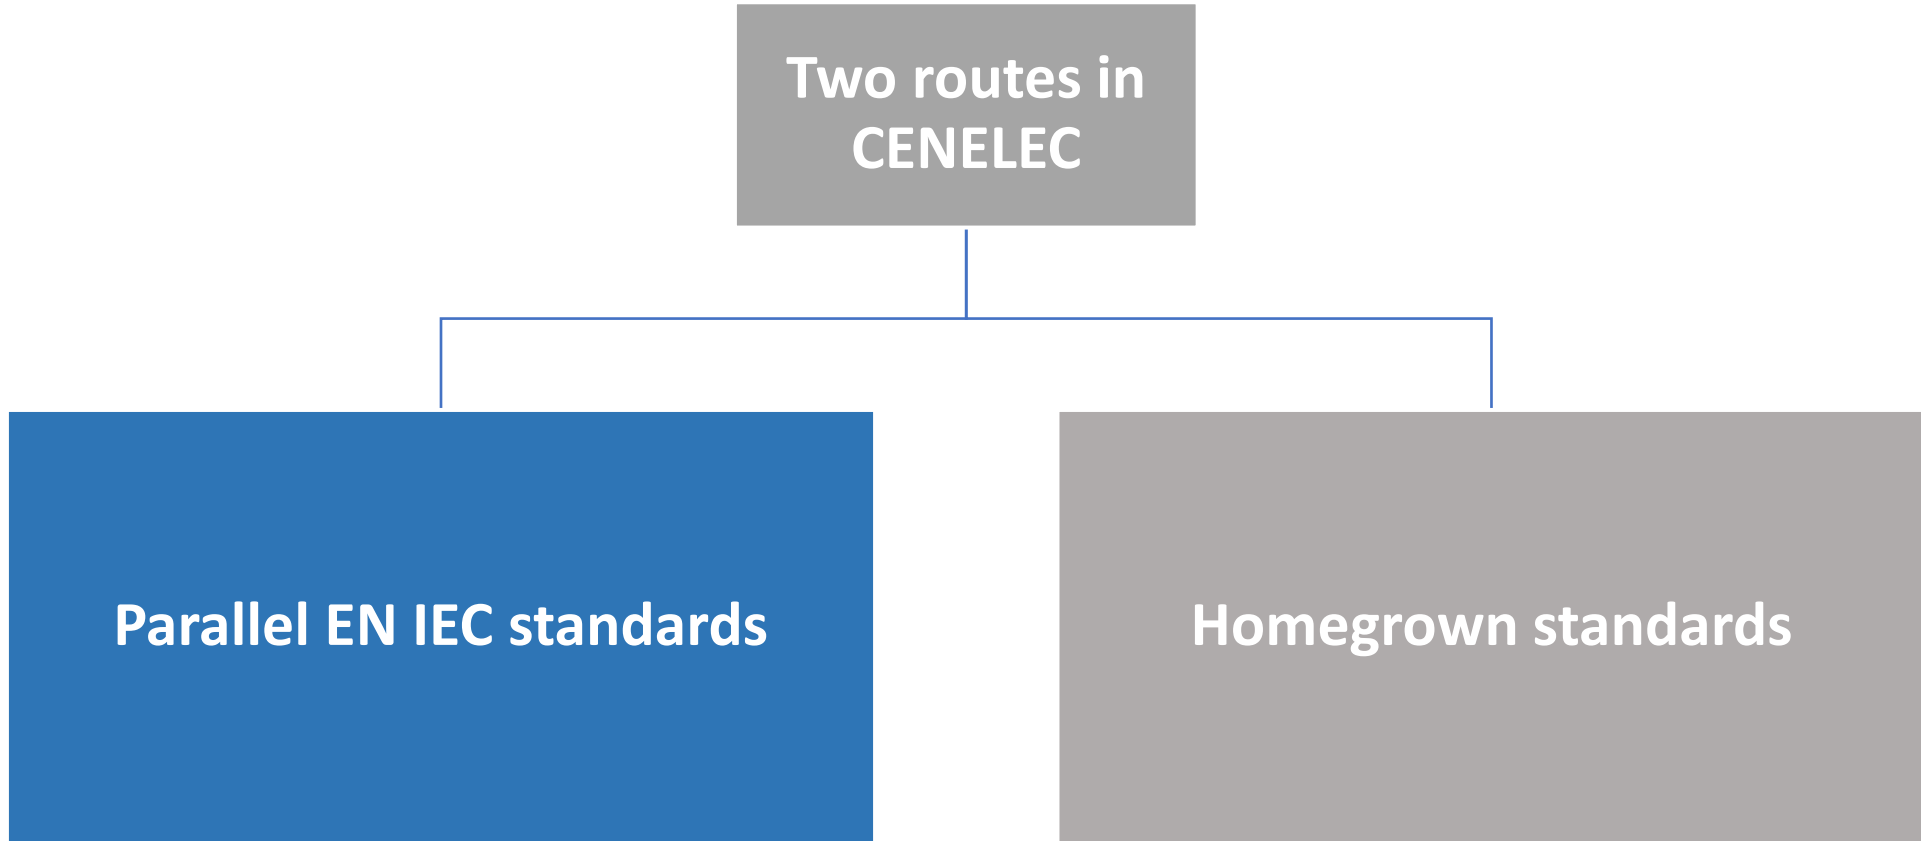 Two routes in
CENELEC
Parallel EN IEC standards
Homegrown standards